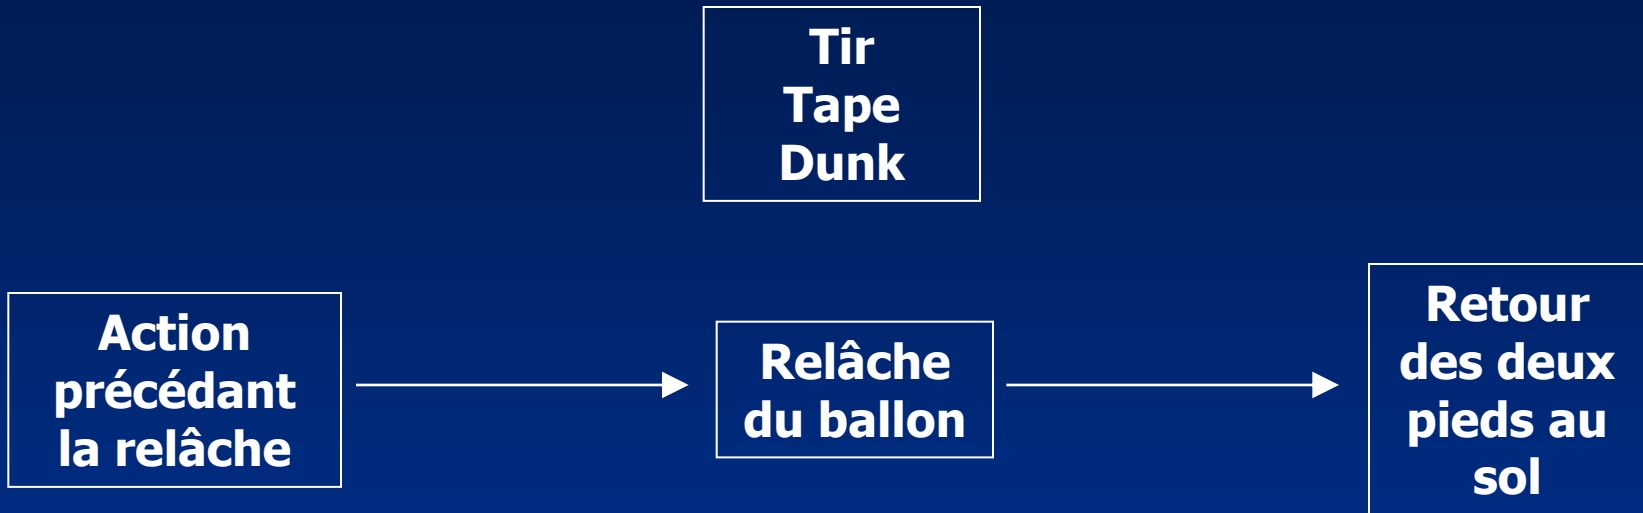 Tir
Tape
Dunk
Action
précédant
la relâche
Relâche
du ballon
Retour
des deux
pieds au
sol